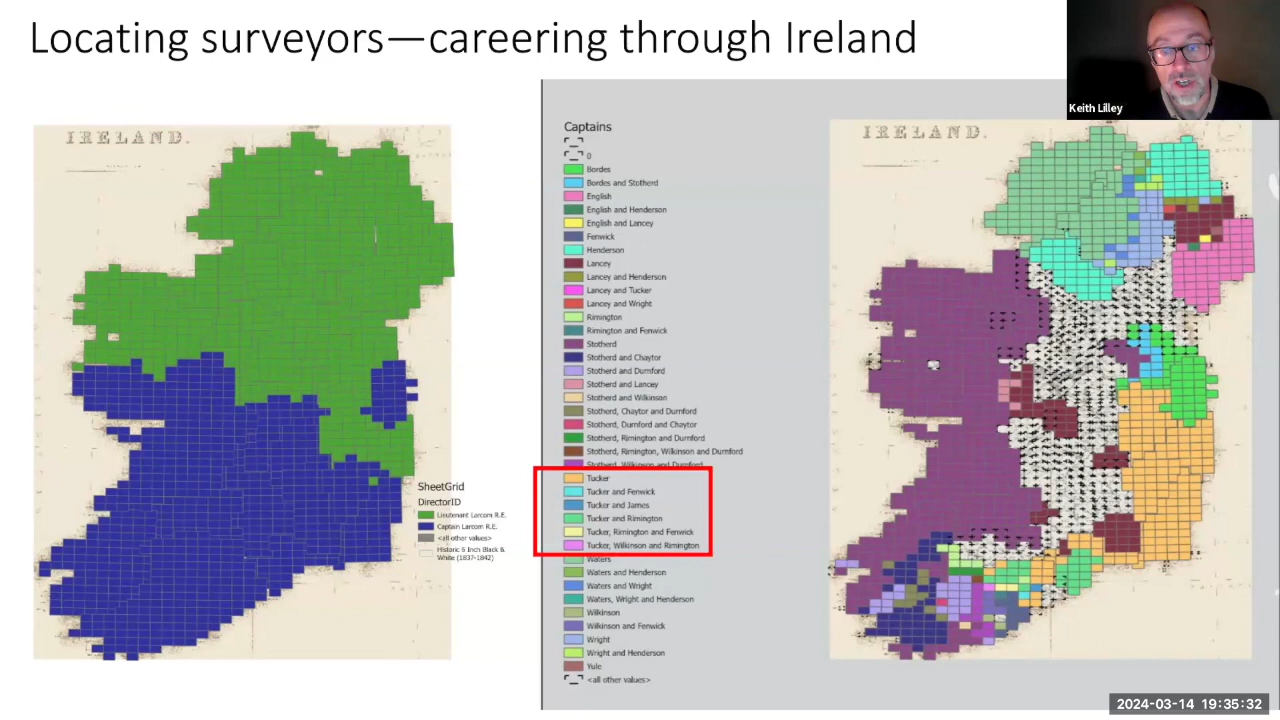 Locating surveyors—careering through Ireland
Keith Lilley
IRELAND.
SheetGrid
DirectorID
Lieutenant Larcom R.E.
Captain Larcom R.E.
<all other values>
Historic 6 Inch Black &
White (1837-1842)
Captains
0
Bordes
Bordes and Stotherd
English
English and Henderson
English and Lancey
Fenwick
Henderson
Lancey
Lancey and Henderson
Lancey and Tucker
Lancey and Wright
Rimington
Rimington and Fenwick
Stotherd
Stotherd and Chaytor
Stotherd and Durnford
Stotherd and Lancey
Stotherd and Wilkinson
Stotherd, Chaytor and Durnford
Stotherd, Durnford and Chaytor
Stotherd, Rimington and Durnford
Stotherd, Rimington, Wilkinson and Durnford
Stotherd, Wilkinson and Durnford
Tucker
Tucker and Fenwick
Tucker and James
Tucker and Rimington
Tucker, Rimington and Fenwick
Tucker, Wilkinson and Rimington
Waters
Waters and Henderson
Waters and Wright
Waters, Wright and Henderson
Wilkinson
Wilkinson and Fenwick
Wright
Wright and Henderson
Yule
<all other values>
IRELAND.
2024-03-14 19:35:32